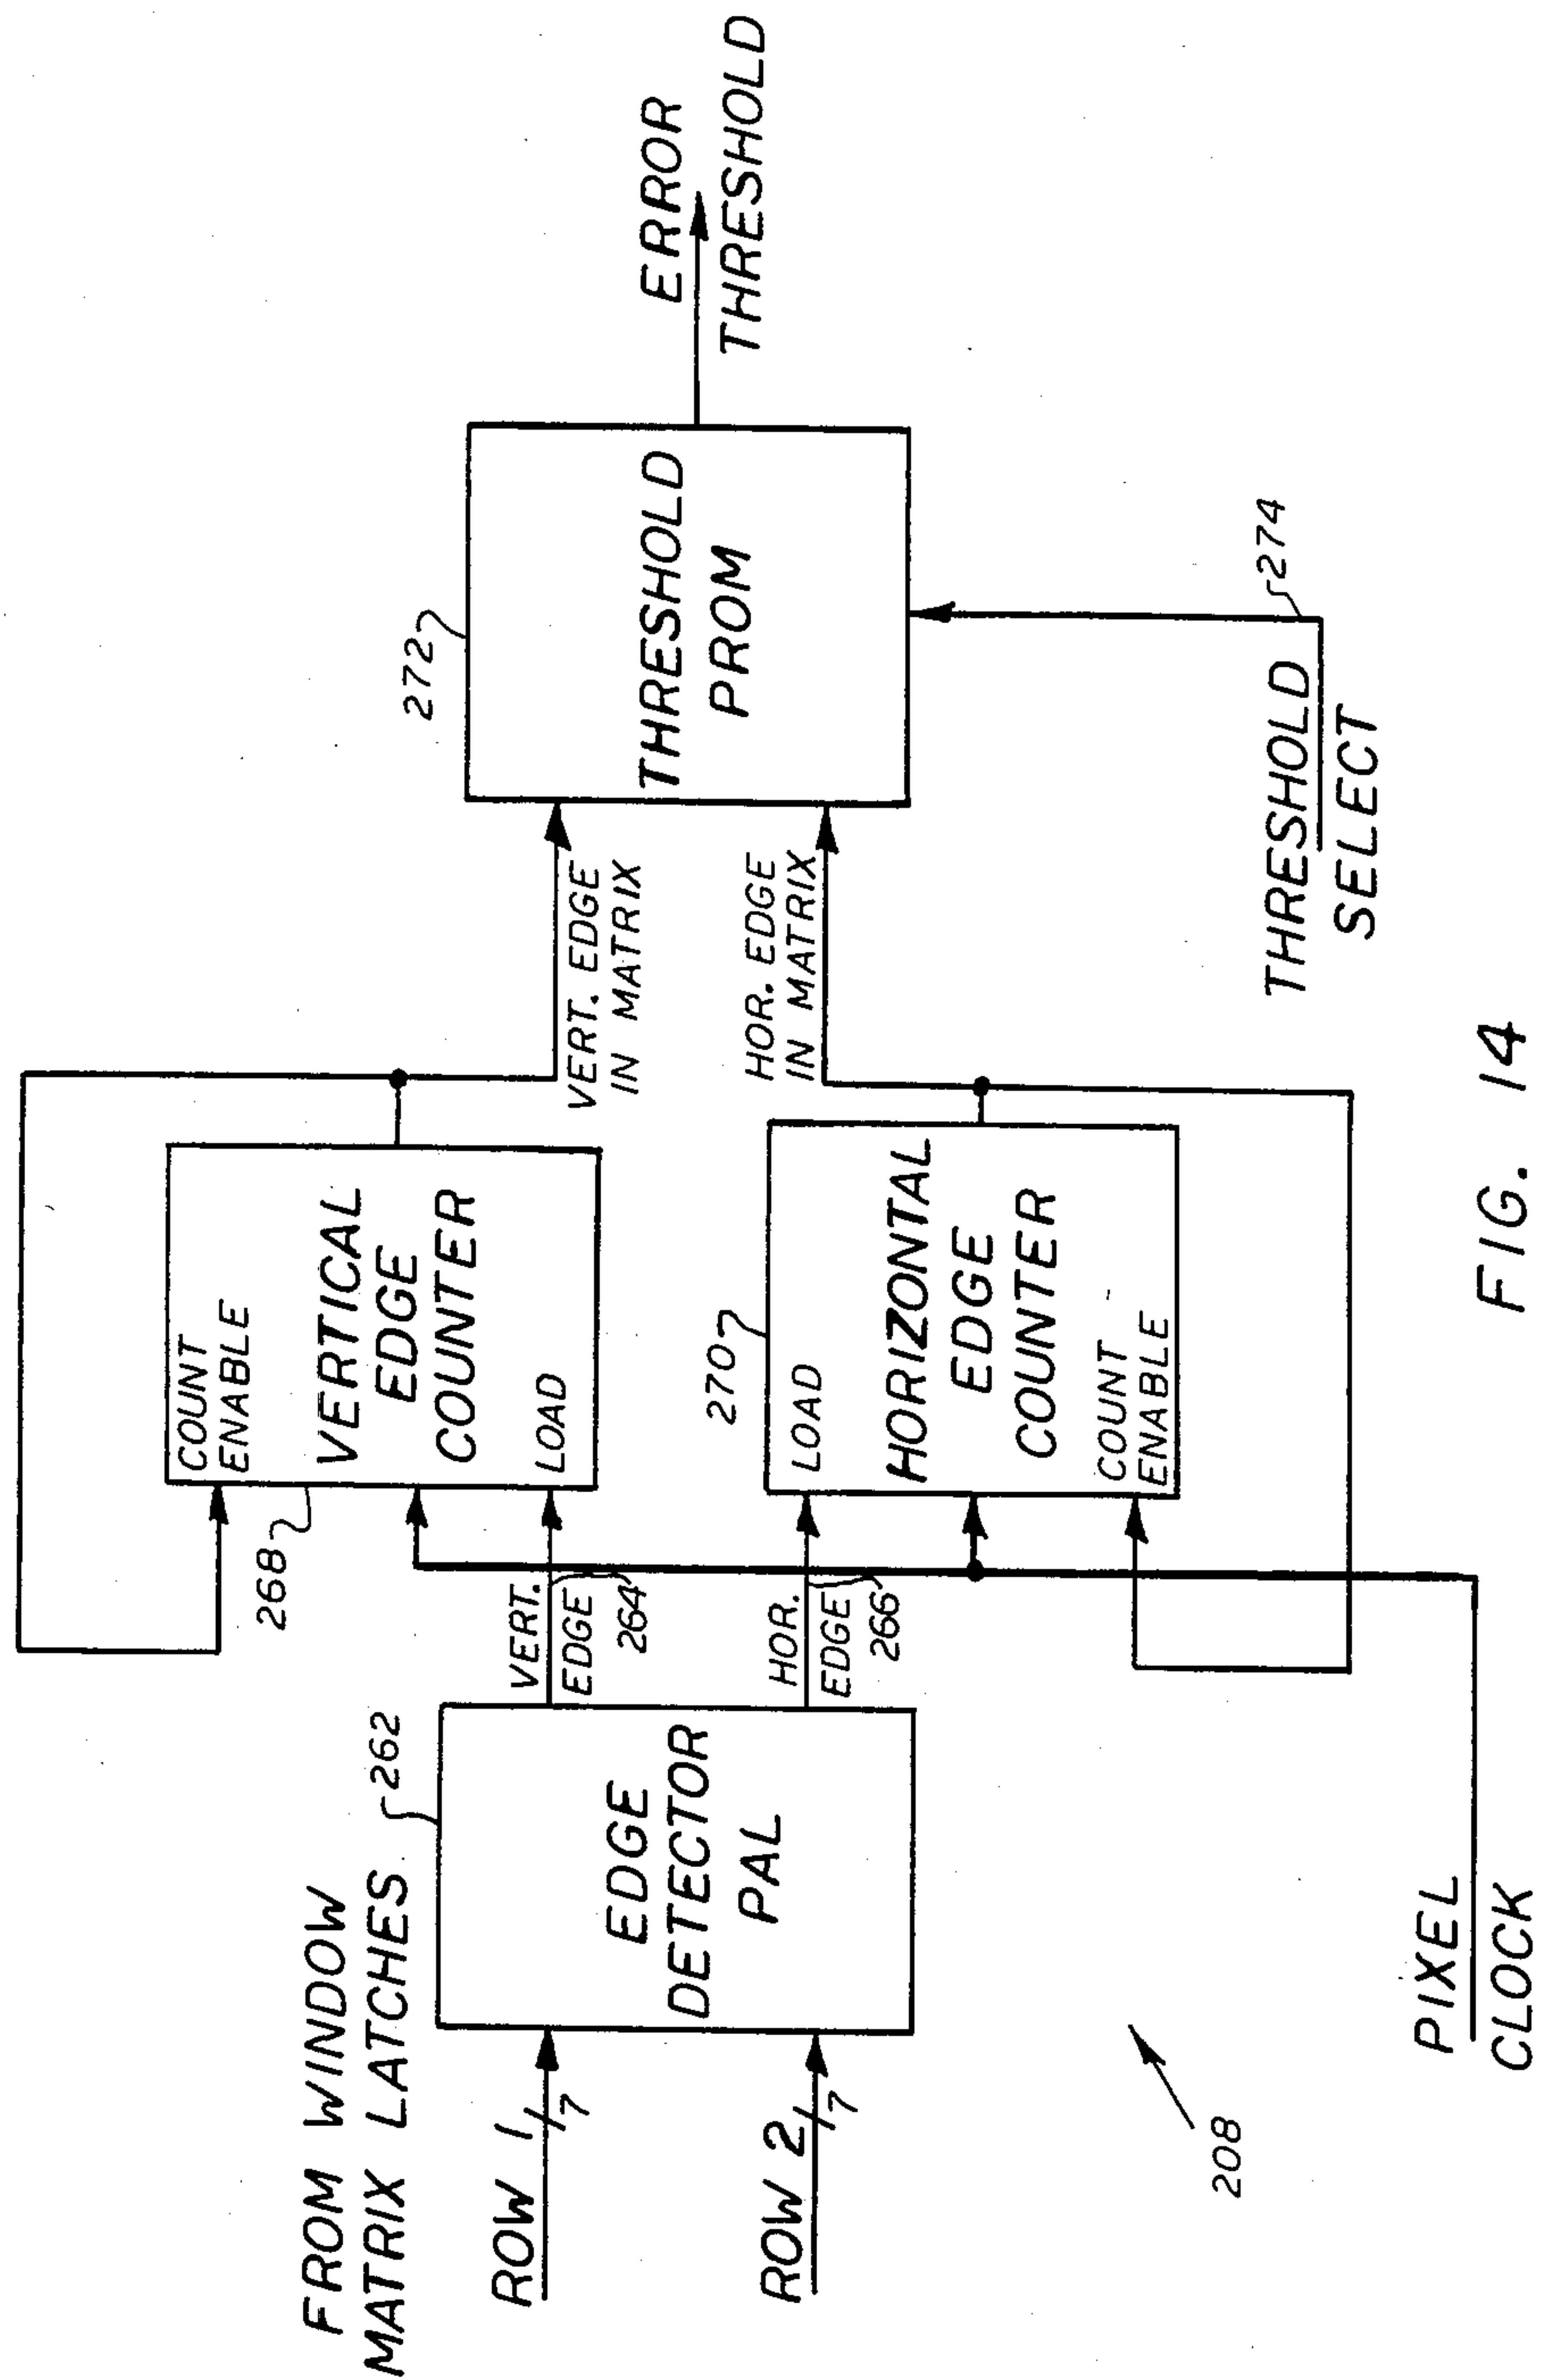 FROM WINDOW
MATRIX LATCHES
262
ROW 1
7
ROW 2
7
EDGE
DETECTOR
PAL
VERT.
EDGE
264
HOR.
EDGE
266
268
COUNT
ENABLE
VERTICAL
EDGE
COUNTER
LOAD
270
LOAD
HORIZONTAL
EDGE
COUNTER
COUNT
ENABLE
VERT. EDGE
IN MATRIX
HOR. EDGE
IN MATRIX
272
THRESHOLD
PROM
ERROR
THRESHOLD
274
THRESHOLD
SELECT
PIXEL
CLOCK
208
FIG. 14